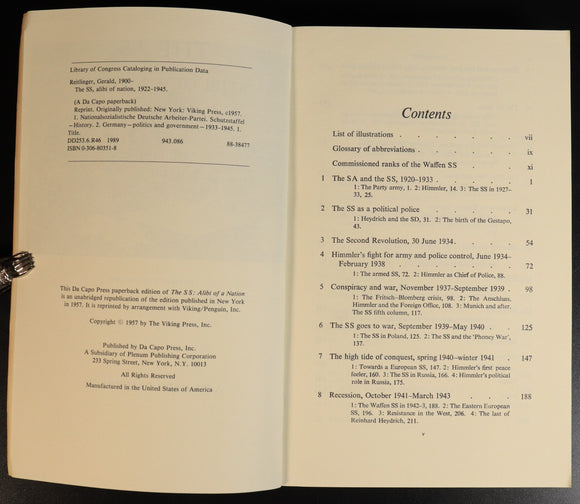 Library of Congress Cataloging in Publication Data
Reitlinger, Gerald, 1900–
The SS, alibi of nation, 1922–1945.
(A Da Capo paperback)
Reprint. Originally published: New York: Viking Press, c1957.
1. Nationalsozialistische Deutsche Arbeiter-Partei. Schutzstaffel
–History. 2. Germany–politics and government–1933–1945. I.
Title.
DD253.6.R46 1989 943.086 88-38477
ISBN 0-306-80351-8
This Da Capo Press paperback edition of The SS: Alibi of a Nation
is an unabridged republication of the edition published in New York
in 1957. It is reprinted by arrangement with Viking/Penguin, Inc.
Copyright © 1957 by The Viking Press, Inc.
Published by Da Capo Press, Inc.
A Subsidiary of Plenum Publishing Corporation
233 Spring Street, New York, N.Y. 10013
All Rights Reserved
Manufactured in the United States of America
Contents
List of illustrations . . . . . . vii
Glossary of abbreviations . . . . . ix
Commissioned ranks of the Waffen SS . . . xi
1 The SA and the SS, 1920–1933 . . . . 1
1: The Party army, 1. 2: Himmler, 14. 3: The SS in 1927–
33, 25.
2 The SS as a political police . . . . 31
1: Heydrich and the SD, 31. 2: The birth of the Gestapo,
43.
3 The Second Revolution, 30 June 1934 . . . 54
4 Himmler's fight for army and police control, June 1934–
February 1938 . . . . . . 72
1: The armed SS, 72. 2: Himmler as Chief of Police, 88.
5 Conspiracy and war, November 1937–September 1939 . 98
1: The Fritsch–Blomberg crisis, 98. 2: The Anschluss.
Himmler and the Foreign Office, 108. 3: Munich and after.
The SS fifth column, 117.
6 The SS goes to war, September 1939–May 1940 . . 125
1: The SS in Poland, 125. 2: The SS and the 'Phoney War',
132.
7 The high tide of conquest, spring 1940–winter 1941 . 147
1: Towards a European SS, 147. 2: Himmler's first peace
feeler, 160. 3: The SS in Russia, 166. 4: Himmler's political
role in Russia, 175.
8 Recession, October 1941–March 1943 . . . 188
1: The Waffen SS in 1942–3, 188. 2: The Eastern European
SS, 196. 3: Resistance in the West, 206. 4: The last of
Reinhard Heydrich, 211.
v